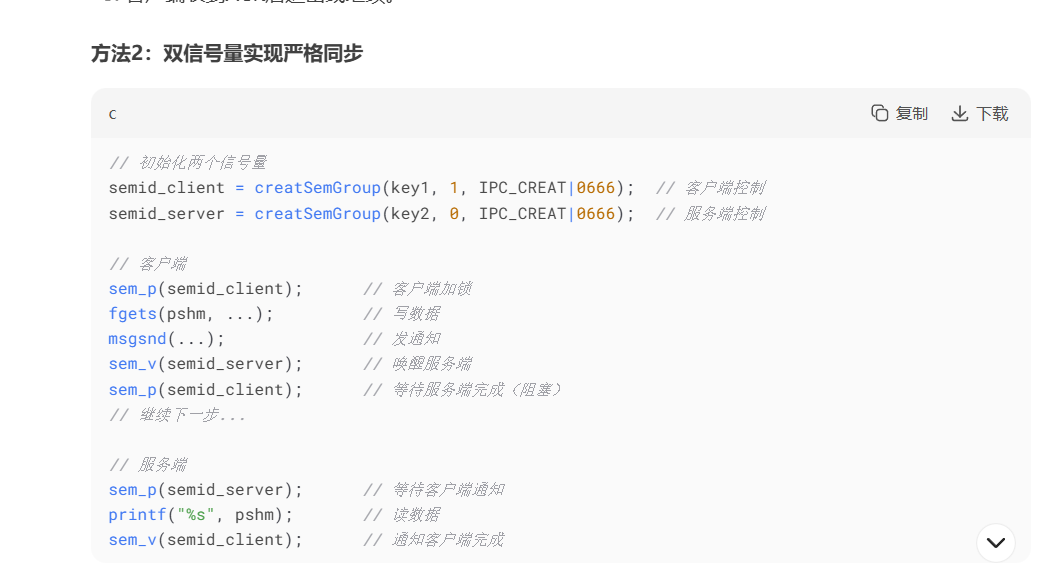 方法2：双信号量实现严格同步
c
复制 下载
// 初始化两个信号量
semid_client = creatSemGroup(key1, 1, IPC_CREAT|0666);  // 客户端控制
semid_server = creatSemGroup(key2, 0, IPC_CREAT|0666);  // 服务端控制
// 客户端
sem_p(semid_client);      // 客户端加锁
fgets(pshm, ...);         // 写数据
msgsnd(...);              // 发通知
sem_v(semid_server);      // 唤醒服务端
sem_p(semid_client);      // 等待服务端完成（阻塞）
// 继续下一步...
// 服务端
sem_p(semid_server);      // 等待客户端通知
printf("%s", pshm);       // 读数据
sem_v(semid_client);      // 通知客户端完成